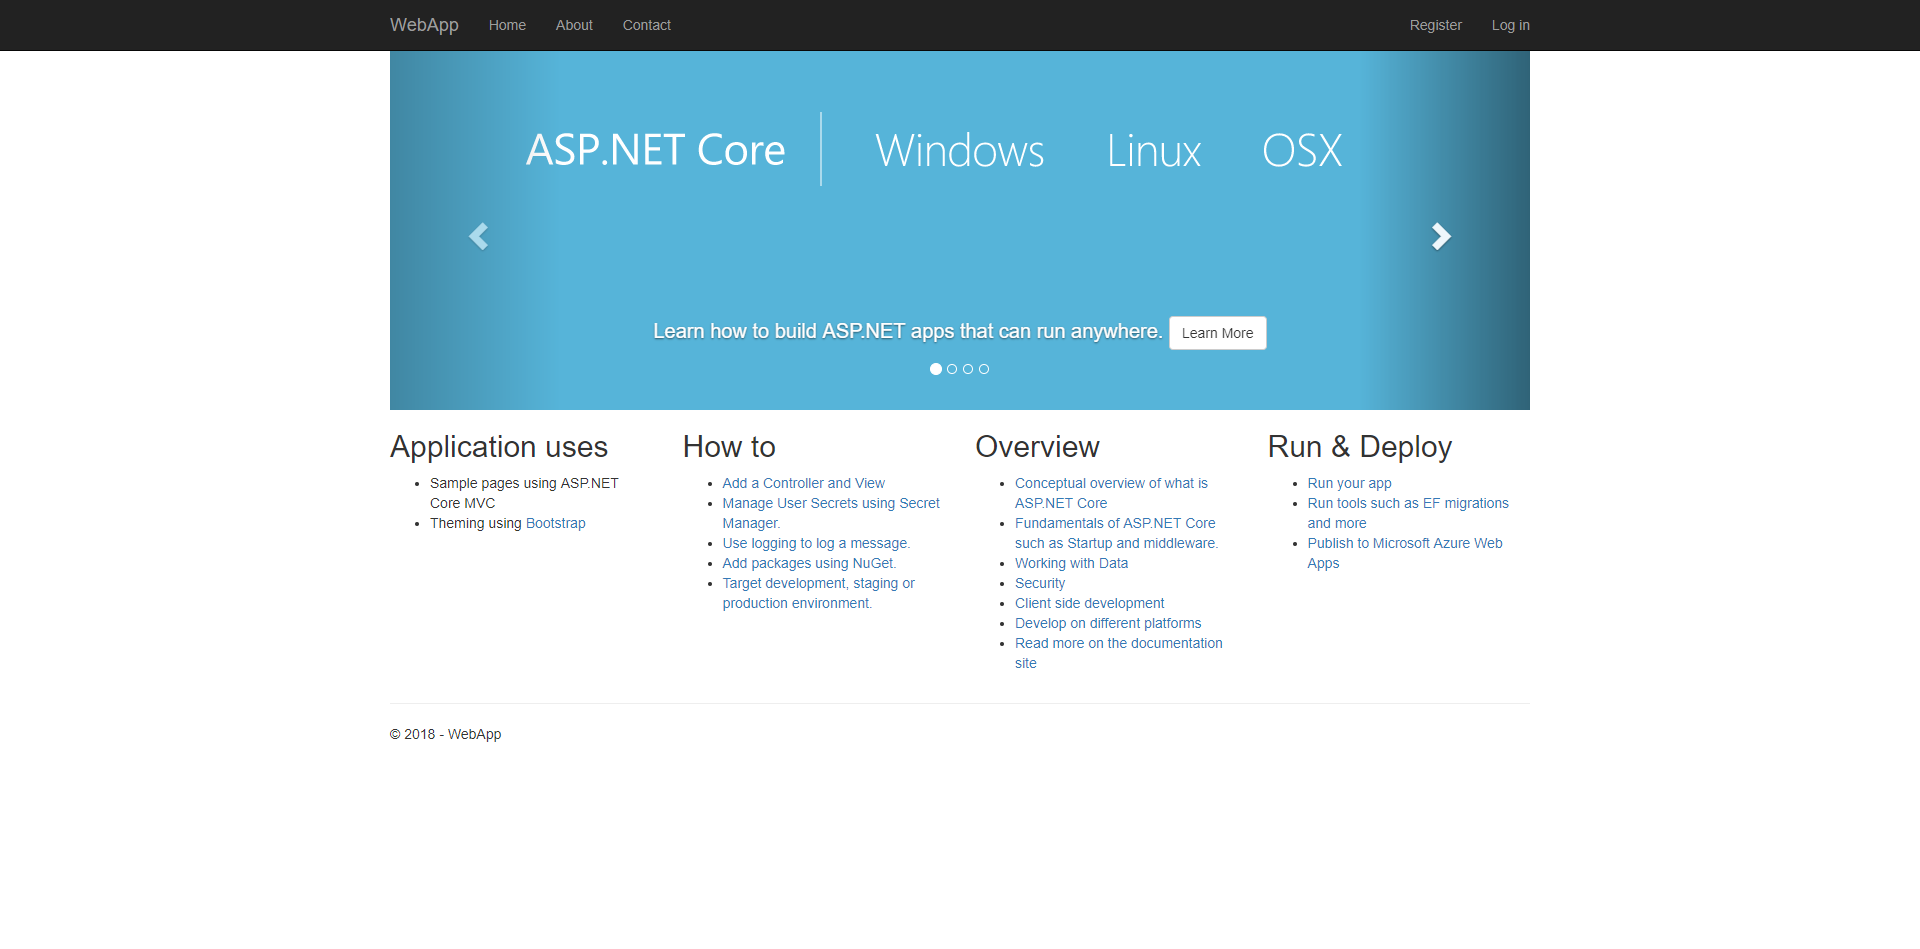 WebApp Home About Contact Register Log in
ASP.NET Core Windows Linux OSX
Learn how to build ASP.NET apps that can run anywhere. Learn More
Application uses
Sample pages using ASP.NET
Core MVC
Theming using Bootstrap
How to
Add a Controller and View
Manage User Secrets using Secret
Manager.
Use logging to log a message.
Add packages using NuGet.
Target development, staging or
production environment.
Overview
Conceptual overview of what is
ASP.NET Core
Fundamentals of ASP.NET Core
such as Startup and middleware.
Working with Data
Security
Client side development
Develop on different platforms
Read more on the documentation
site
Run & Deploy
Run your app
Run tools such as EF migrations
and more
Publish to Microsoft Azure Web
Apps
© 2018 - WebApp